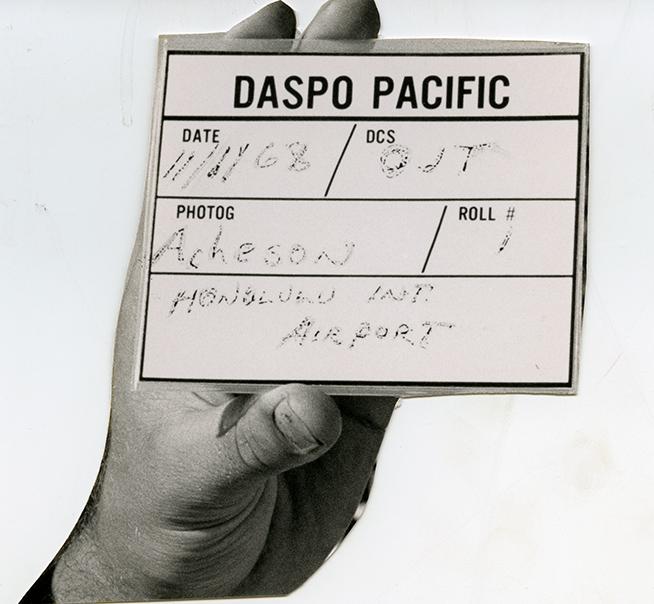 DASPO PACIFIC
DATE / DCS
11/11/68 OJT
PHOTOG / ROLL #
Acheson 1
HONOLULU INT.
AIRPORT